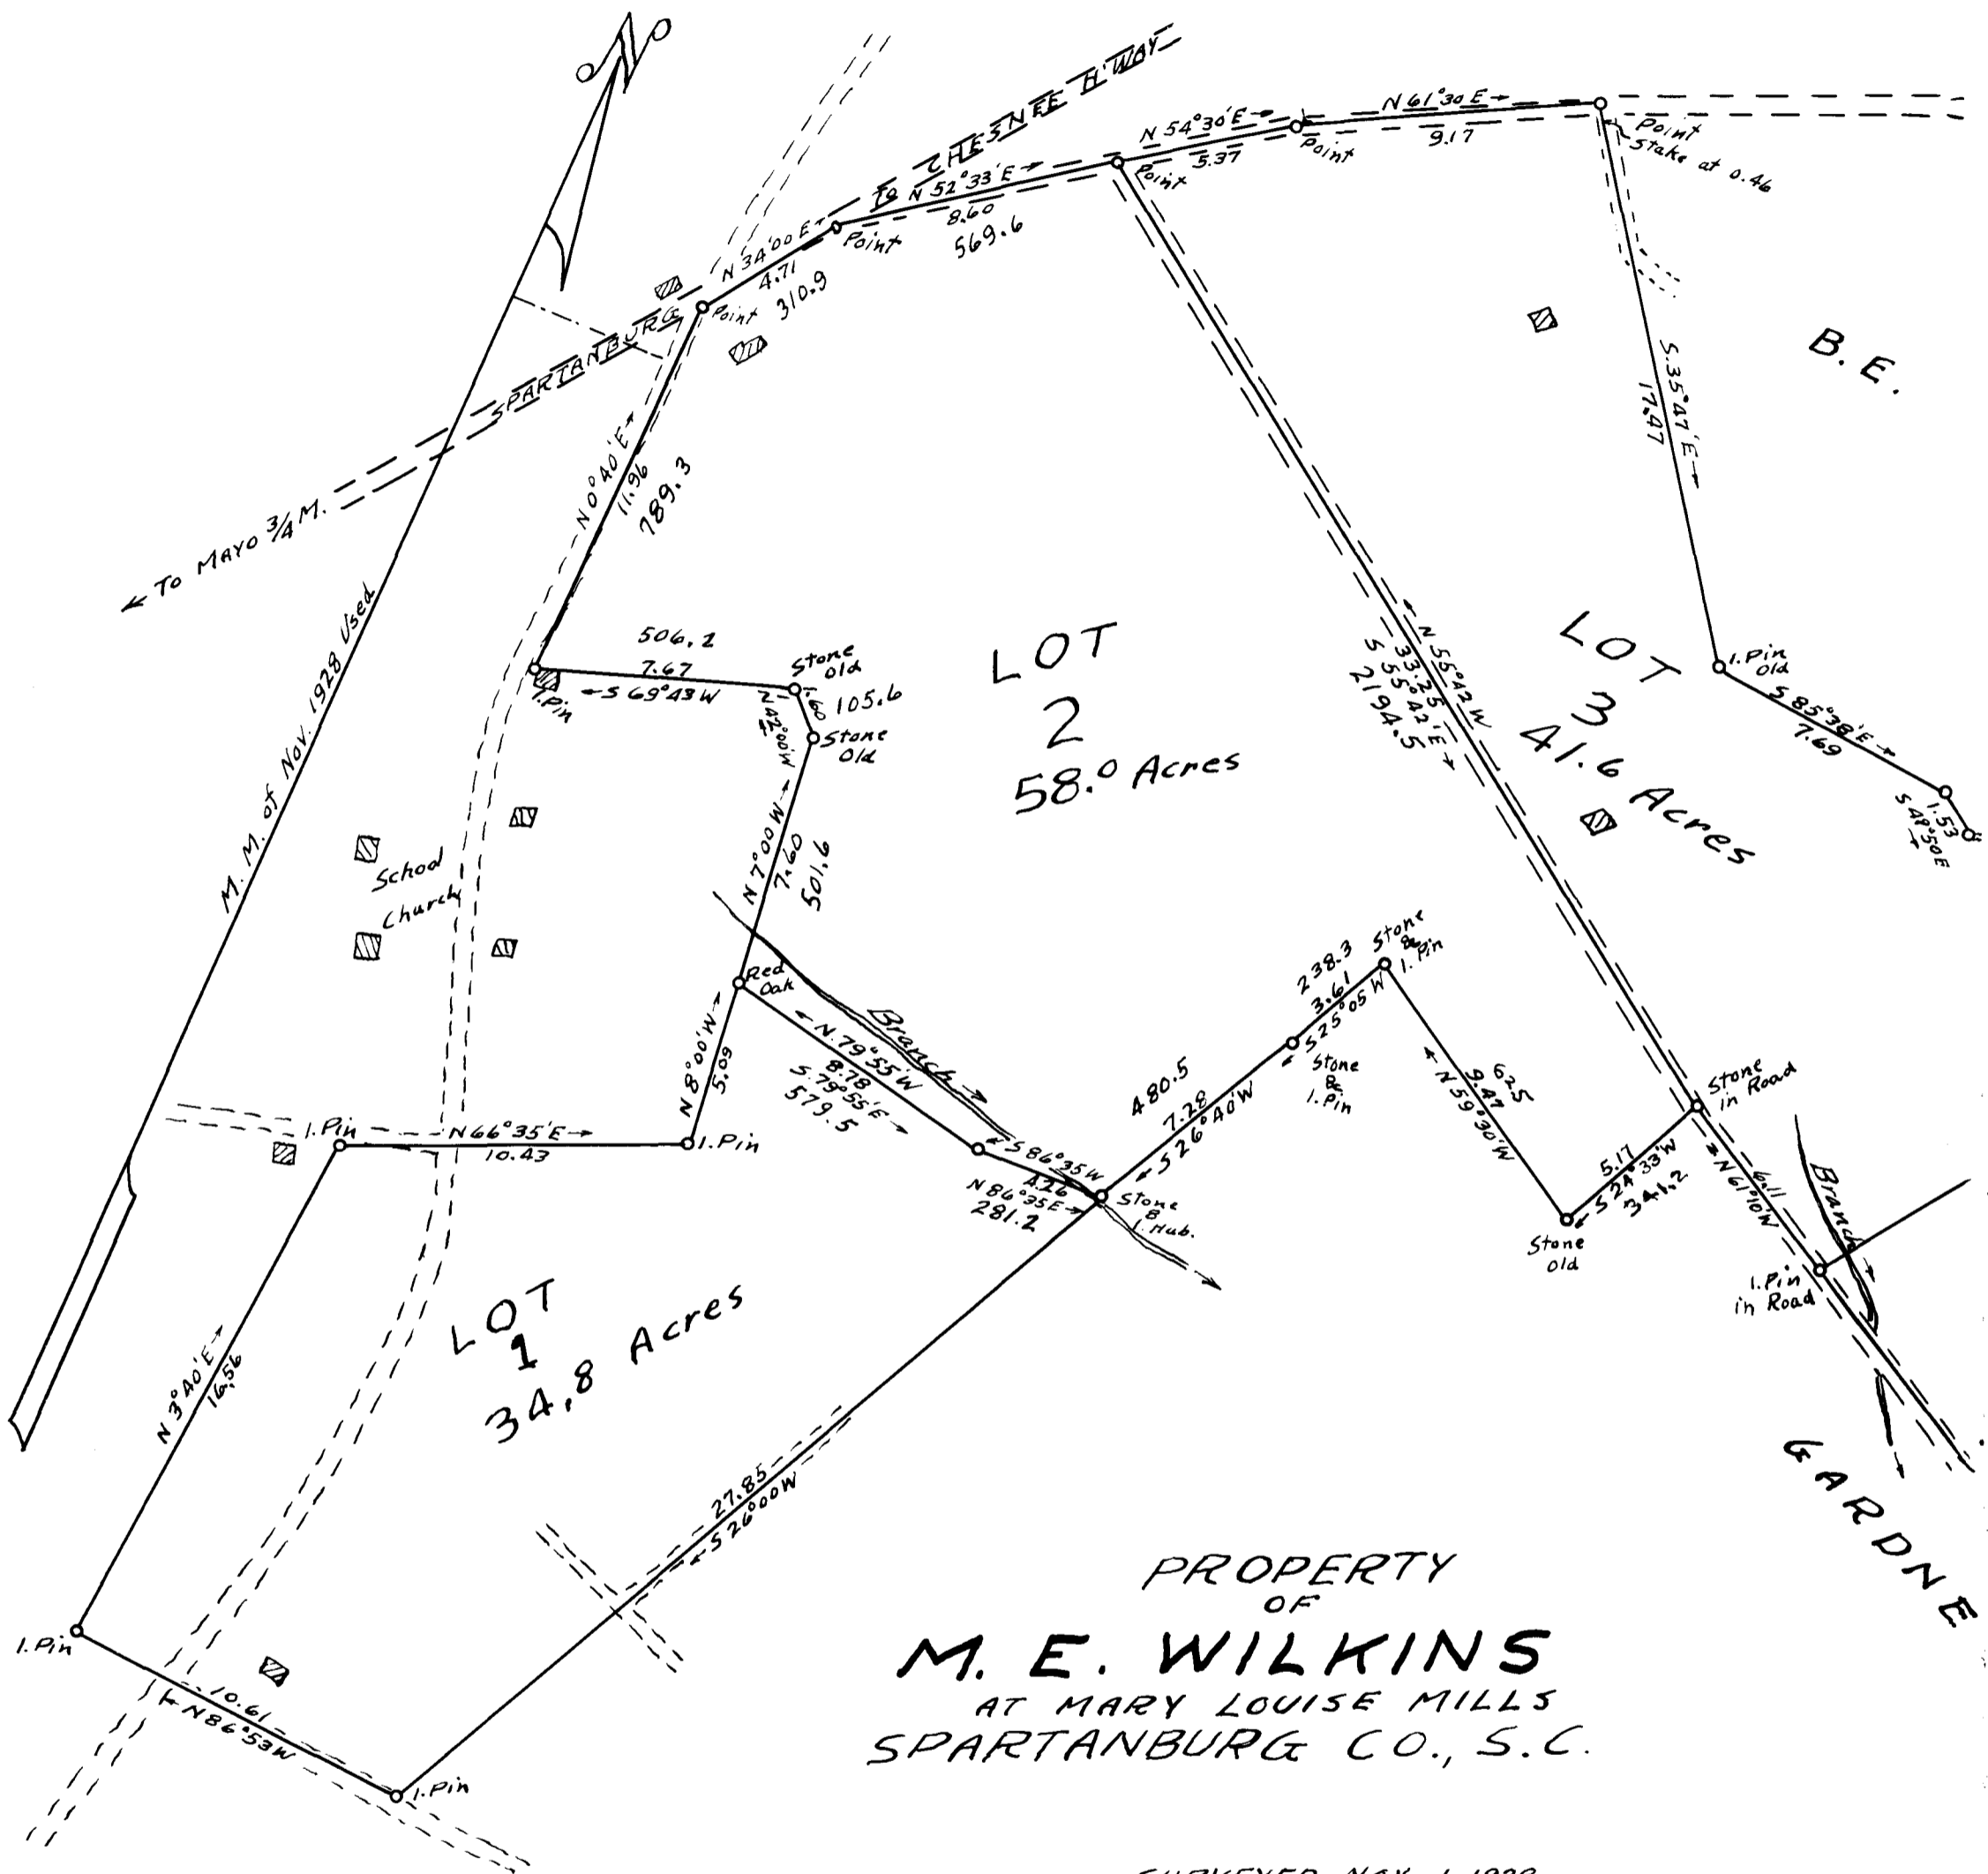 N
TO CHESNEE H'WAY
SPARTANBURG
← To MAYO 3/4 M.
M. M. of Nov. 1928 Used
N 34°00'E
4.71
310.9
Point
N 52°33'E →
8.60
569.6
Point
N 54°30'E →
5.37
Point
N 61°30'E →
9.17
Point
Point
Stake at 0.46
B. E.
S. 35°47'E →
17.47
I. Pin
Old
S 85°38'E →
7.69
1.53
S 48°50'E
N 0°40'E →
11.96
789.3
506.2
7.67
← S 69°43'W
I. Pin
Stone
Old
1.60
105.6
N 42°00'W
Stone
Old
LOT
2
58.0 Acres
N 55°42'W
33.25
S 55°42'E →
2194.5
LOT
3
41.6 Acres
School
Church
N 7°00'W →
7.60
501.6
Red
Oak
Branch →
← N. 79°55'W
8.78
S. 79°55'E →
579.5
N 8°00'W →
5.09
I. Pin
N 66°35'E →
10.43
I. Pin
← S 86°35'W
4.26
N 86°35'E →
281.2
Stone
&
I. Hub.
480.5
7.28
← S 26°40'W
238.3
3.61
← S 25°05'W
Stone
&
I. Pin
Stone
&
I. Pin
625
9.47
← N 59°30'W
Stone
in Road
5.17
← S 24°33'W
341.2
Stone
Old
6.11
N 61°10'W
Branch
I. Pin
in Road
LOT
1
34.8 Acres
N 3°40'E →
16.56
27.85
← S 26°00'W
I. Pin
10.61
← N 86°53'W
I. Pin
GARDNE
PROPERTY
OF
M. E. WILKINS
AT MARY LOUISE MILLS
SPARTANBURG CO., S.C.